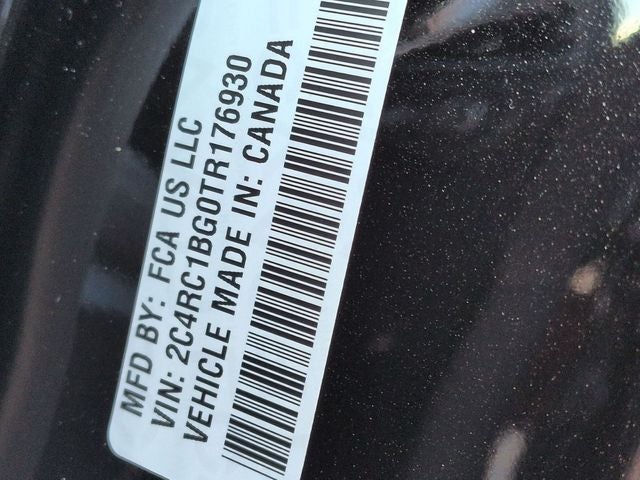 MFD BY: FCA US LLC
VIN: 2C4RC1BG0TR176930
VEHICLE MADE IN: CANADA